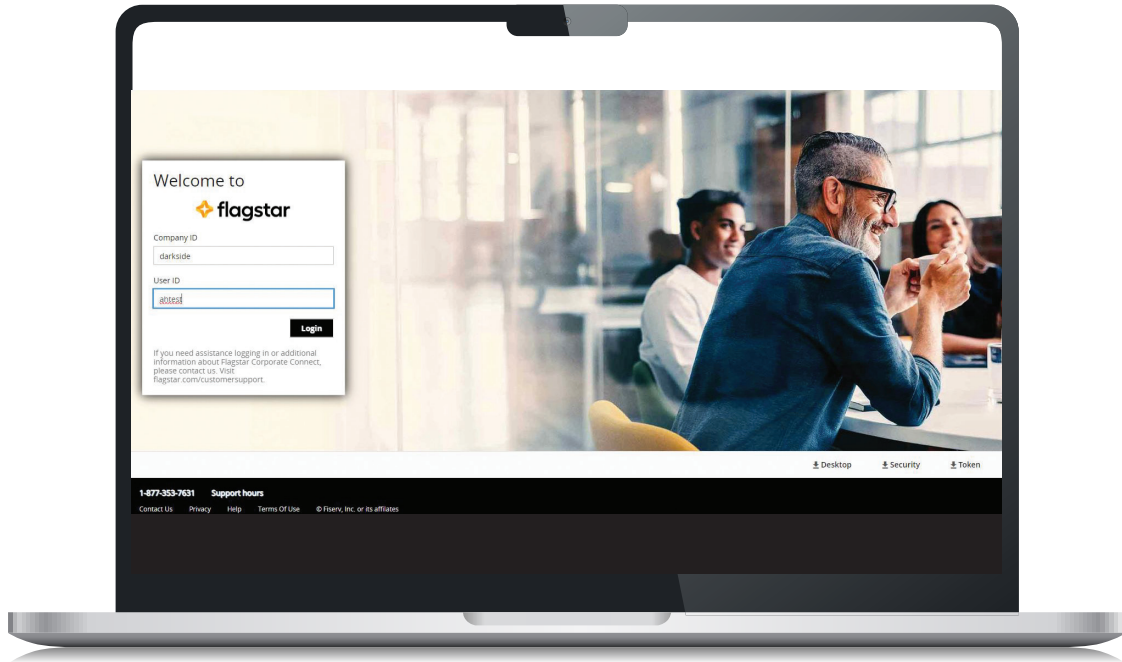 Welcome to
flagstar
Company ID
darkside
User ID
ahtest
Login
If you need assistance logging in or additional
information about Flagstar Corporate Connect,
please contact us. Visit
flagstar.com/customersupport.
Desktop Security Token
1-877-353-7631 Support hours
Contact Us Privacy Help Terms Of Use © Fiserv, Inc. or its affiliates